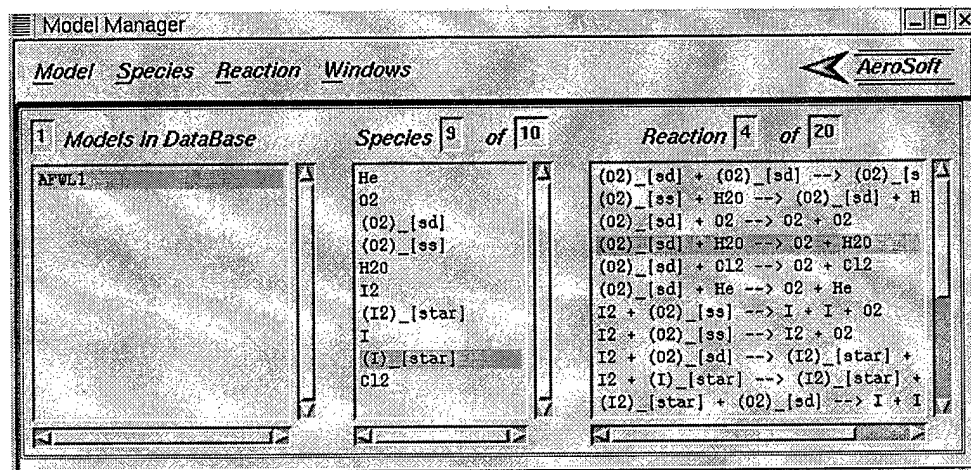 Model Manager
Model Species Reaction Windows
AeroSoft
1 Models in DataBase
Species 9 of 10
Reaction 4 of 20
AFWL1
He
O2
(O2)_[sd]
(O2)_[ss]
H2O
I2
(I2)_[star]
I
(I)_[star]
Cl2
(O2)_[sd] + (O2)_[sd] --> (O2)_[s
(O2)_[ss] + H2O --> (O2)_[sd] + H
(O2)_[sd] + O2 --> O2 + O2
(O2)_[sd] + H2O --> O2 + H2O
(O2)_[sd] + Cl2 --> O2 + Cl2
(O2)_[sd] + He --> O2 + He
I2 + (O2)_[ss] --> I + I + O2
I2 + (O2)_[ss] --> I2 + O2
I2 + (O2)_[sd] --> (I2)_[star] +
I2 + (I)_[star] --> (I2)_[star] +
(I2)_[star] + (O2)_[sd] --> I + I